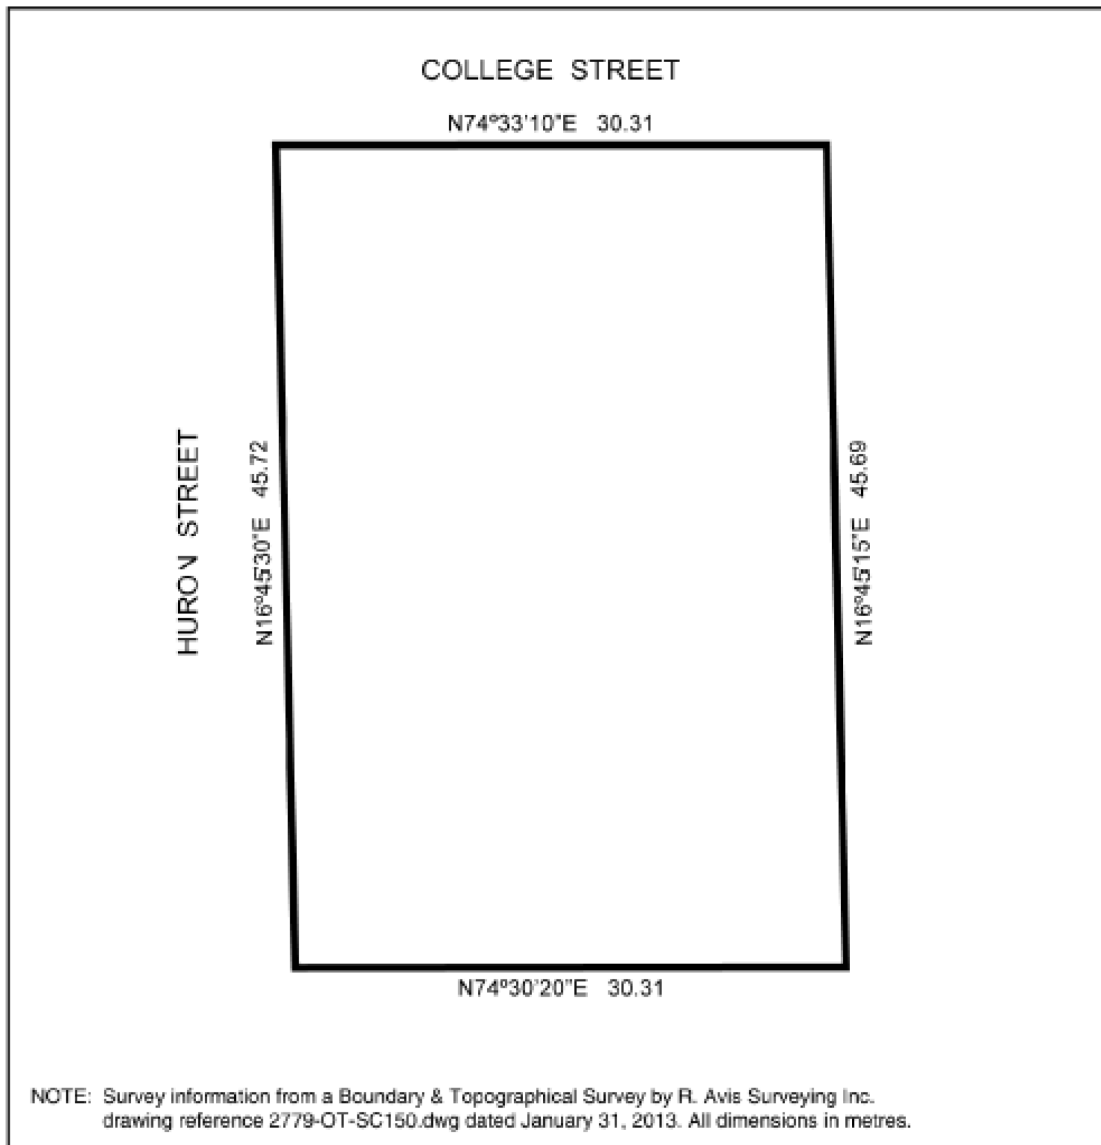 COLLEGE STREET
N74º33'10"E 30.31
HURON STREET
N16º45'30"E 45.72
N16º45'15"E 45.69
N74º30'20"E 30.31
NOTE: Survey information from a Boundary & Topographical Survey by R. Avis Surveying Inc.
drawing reference 2779-OT-SC150.dwg dated January 31, 2013. All dimensions in metres.